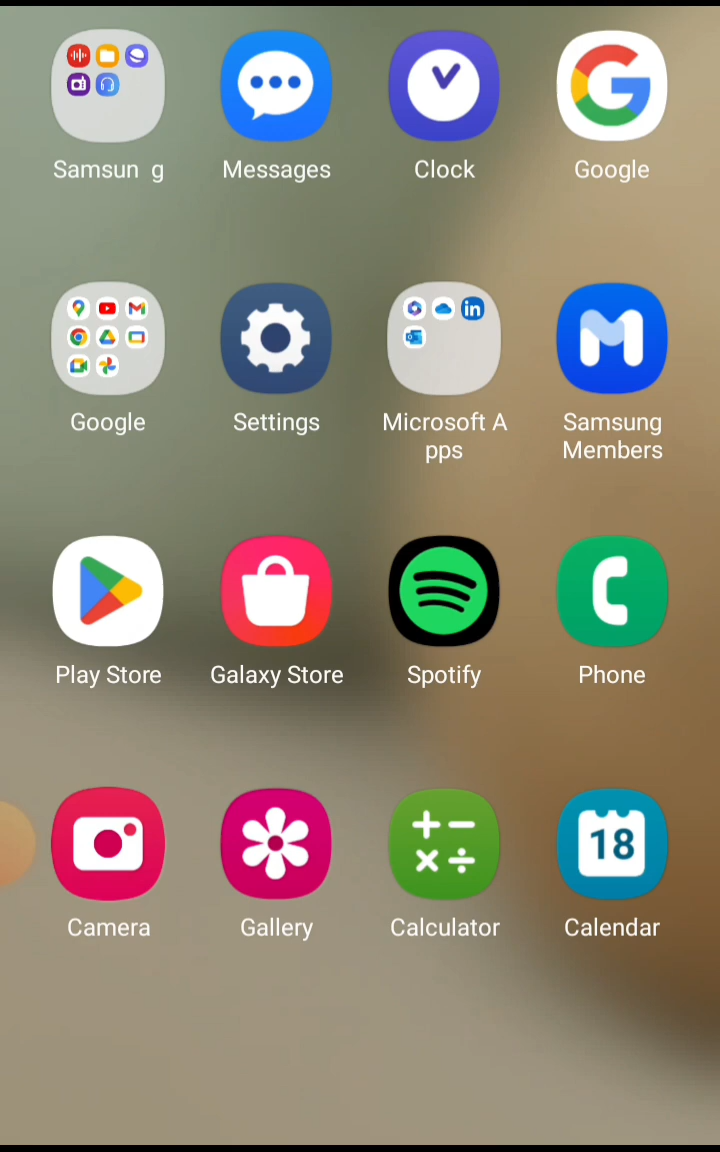 Samsun g
Messages
Clock
Google
in
Google
Settings
Microsoft A
pps
Samsung
Members
Play Store
Galaxy Store
Spotify
Phone
18
Camera
Gallery
Calculator
Calendar